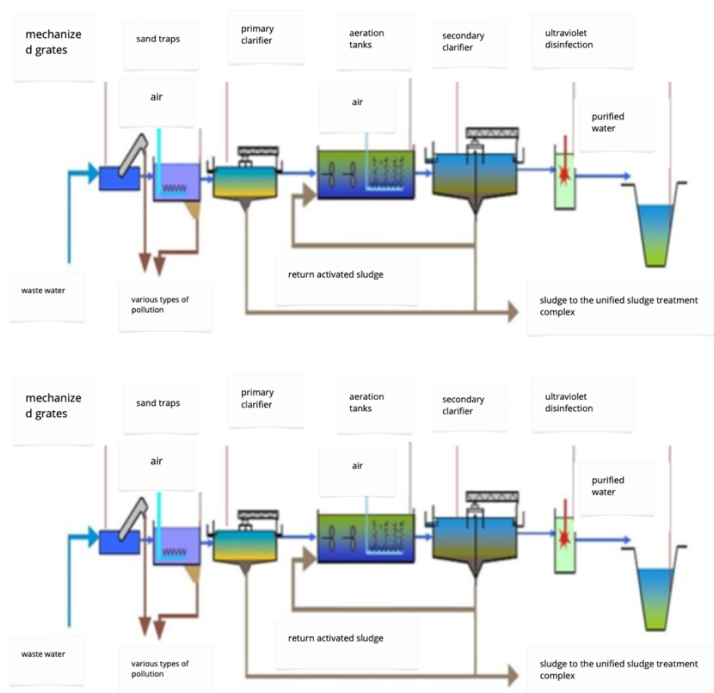 mechanize
d grates
sand traps
primary
clarifier
aeration
tanks
secondary
clarifier
ultraviolet
disinfection
air
air
purified
water
waste water
various types of
pollution
return activated sludge
sludge to the unified sludge treatment
complex
mechanize
d grates
sand traps
primary
clarifier
aeration
tanks
secondary
clarifier
ultraviolet
disinfection
air
air
purified
water
waste water
various types of
pollution
return activated sludge
sludge to the unified sludge treatment
complex